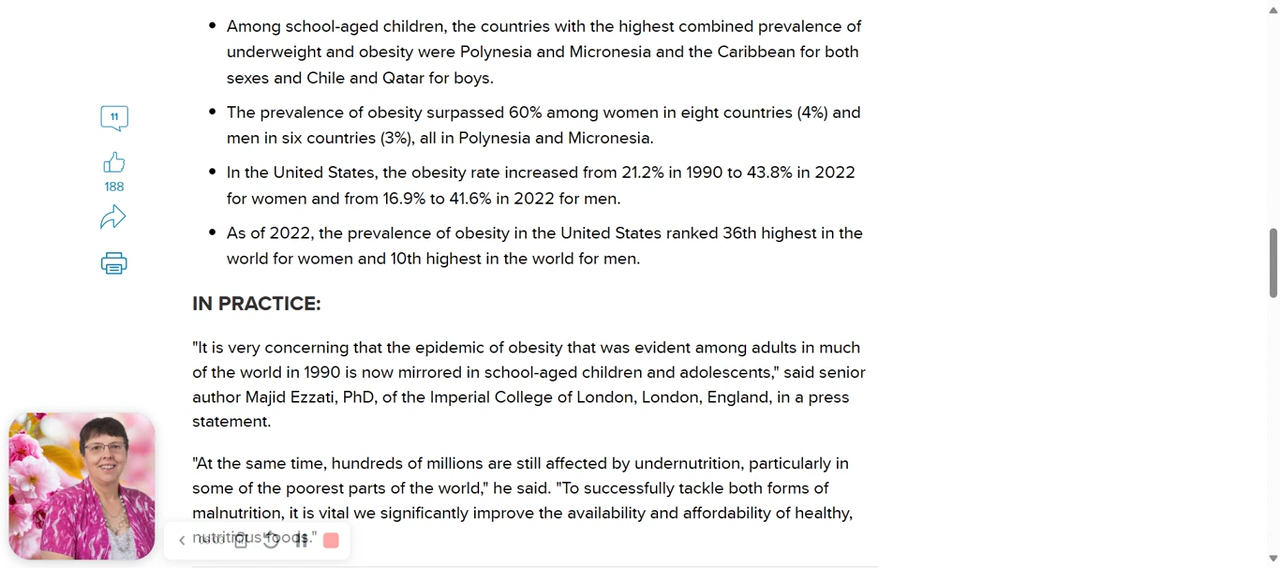 Among school-aged children, the countries with the highest combined prevalence of
underweight and obesity were Polynesia and Micronesia and the Caribbean for both
sexes and Chile and Qatar for boys.
11
The prevalence of obesity surpassed 60% among women in eight countries (4%) and
men in six countries (3%), all in Polynesia and Micronesia.
188
In the United States, the obesity rate increased from 21.2% in 1990 to 43.8% in 2022
for women and from 16.9% to 41.6% in 2022 for men.
As of 2022, the prevalence of obesity in the United States ranked 36th highest in the
world for women and 10th highest in the world for men.
IN PRACTICE:
"It is very concerning that the epidemic of obesity that was evident among adults in much
of the world in 1990 is now mirrored in school-aged children and adolescents," said senior
author Majid Ezzati, PhD, of the Imperial College of London, London, England, in a press
statement.
"At the same time, hundreds of millions are still affected by undernutrition, particularly in
some of the poorest parts of the world," he said. "To successfully tackle both forms of
malnutrition, it is vital we significantly improve the availability and affordability of healthy,
nutritious foods."